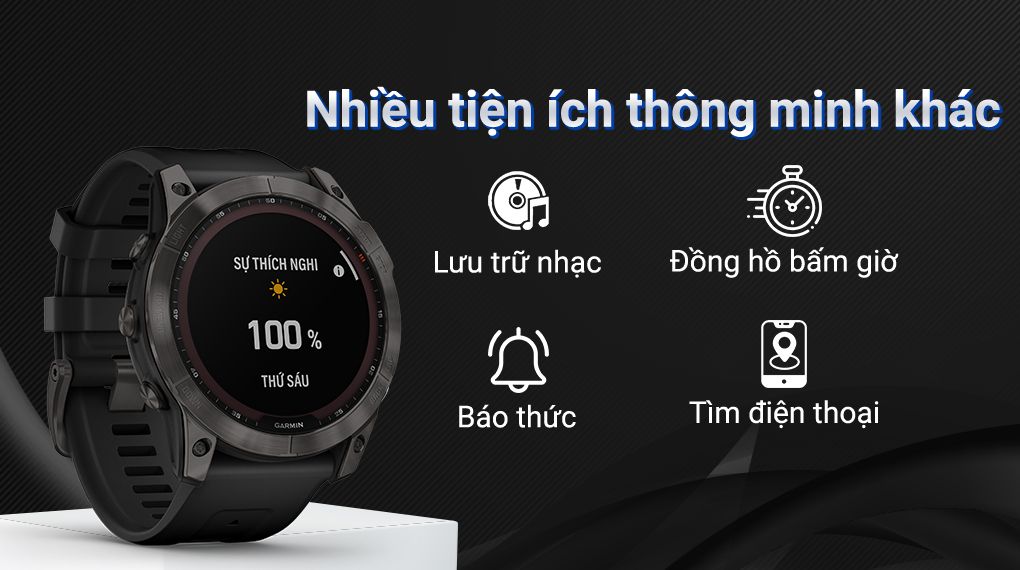 Nhiều tiện ích thông minh khác
Lưu trữ nhạc
Đồng hồ bấm giờ
Báo thức
Tìm điện thoại
SỰ THÍCH NGHI
100 %
THỨ SÁU
GARMIN